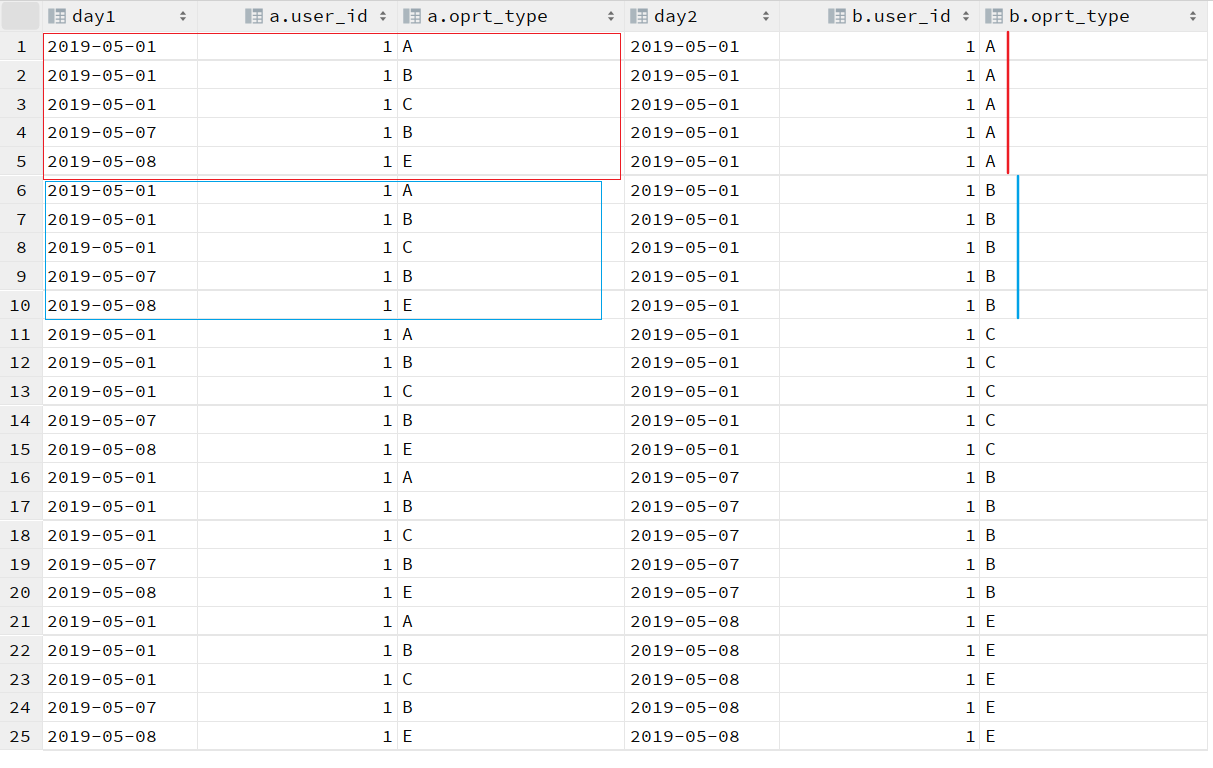 day1 a.user_id a.oprt_type day2 b.user_id b.oprt_type
1 2019-05-01 1 A 2019-05-01 1 A
2 2019-05-01 1 B 2019-05-01 1 A
3 2019-05-01 1 C 2019-05-01 1 A
4 2019-05-07 1 B 2019-05-01 1 A
5 2019-05-08 1 E 2019-05-01 1 A
6 2019-05-01 1 A 2019-05-01 1 B
7 2019-05-01 1 B 2019-05-01 1 B
8 2019-05-01 1 C 2019-05-01 1 B
9 2019-05-07 1 B 2019-05-01 1 B
10 2019-05-08 1 E 2019-05-01 1 B
11 2019-05-01 1 A 2019-05-01 1 C
12 2019-05-01 1 B 2019-05-01 1 C
13 2019-05-01 1 C 2019-05-01 1 C
14 2019-05-07 1 B 2019-05-01 1 C
15 2019-05-08 1 E 2019-05-01 1 C
16 2019-05-01 1 A 2019-05-07 1 B
17 2019-05-01 1 B 2019-05-07 1 B
18 2019-05-01 1 C 2019-05-07 1 B
19 2019-05-07 1 B 2019-05-07 1 B
20 2019-05-08 1 E 2019-05-07 1 B
21 2019-05-01 1 A 2019-05-08 1 E
22 2019-05-01 1 B 2019-05-08 1 E
23 2019-05-01 1 C 2019-05-08 1 E
24 2019-05-07 1 B 2019-05-08 1 E
25 2019-05-08 1 E 2019-05-08 1 E